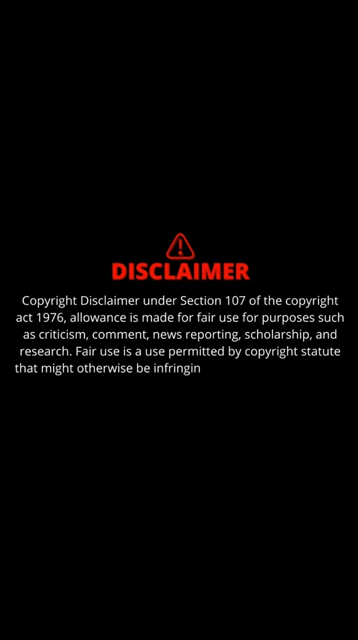 DISCLAIMER
Copyright Disclaimer under Section 107 of the copyright
act 1976, allowance is made for fair use for purposes such
as criticism, comment, news reporting, scholarship, and
research. Fair use is a use permitted by copyright statute
that might otherwise be infringin